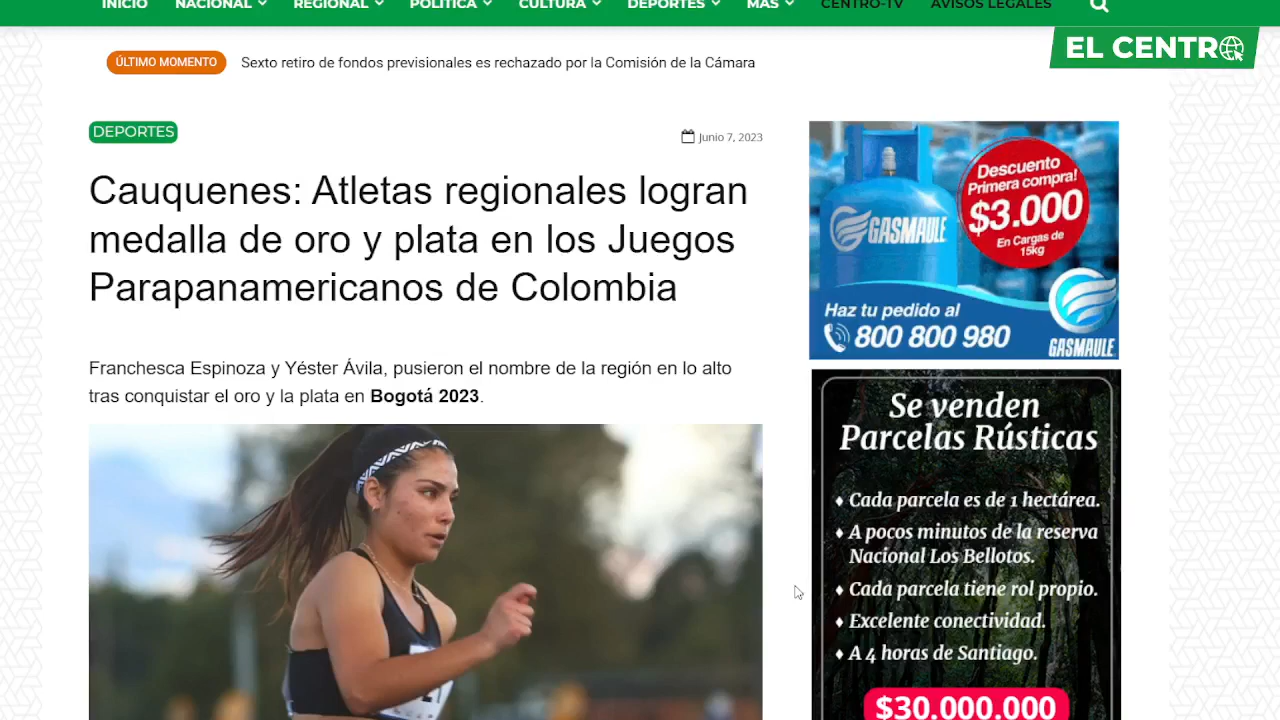 INICIO NACIONAL REGIONAL POLÍTICA CULTURA DEPORTES MÁS CENTRO-TV AVISOS LEGALES
EL CENTRO
ÚLTIMO MOMENTO Sexto retiro de fondos previsionales es rechazado por la Comisión de la Cámara
DEPORTES
Junio 7, 2023
Cauquenes: Atletas regionales logran
medalla de oro y plata en los Juegos
Parapanamericanos de Colombia
Franchesca Espinoza y Yéster Ávila, pusieron el nombre de la región en lo alto
tras conquistar el oro y la plata en Bogotá 2023.
Descuento
Primera compra!
$3.000
En Cargas de
15kg
GASMAULE
Haz tu pedido al
800 800 980
GASMAULE
Se venden
Parcelas Rústicas
♦ Cada parcela es de 1 hectárea.
♦ A pocos minutos de la reserva
Nacional Los Bellotos.
♦ Cada parcela tiene rol propio.
♦ Excelente conectividad.
♦ A 4 horas de Santiago.
$30.000.000